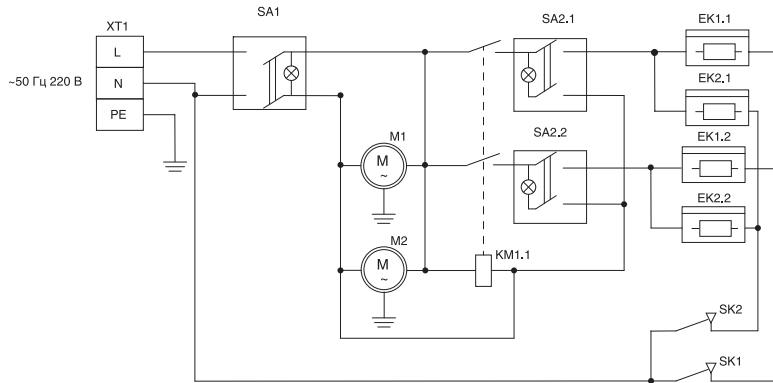 XT1
SA1
SA2.1
EK1.1
L
~50 Гц 220 В
N
PE
EK2.1
M1
M
~
SA2.2
EK1.2
EK2.2
M2
M
~
KM1.1
SK2
SK1